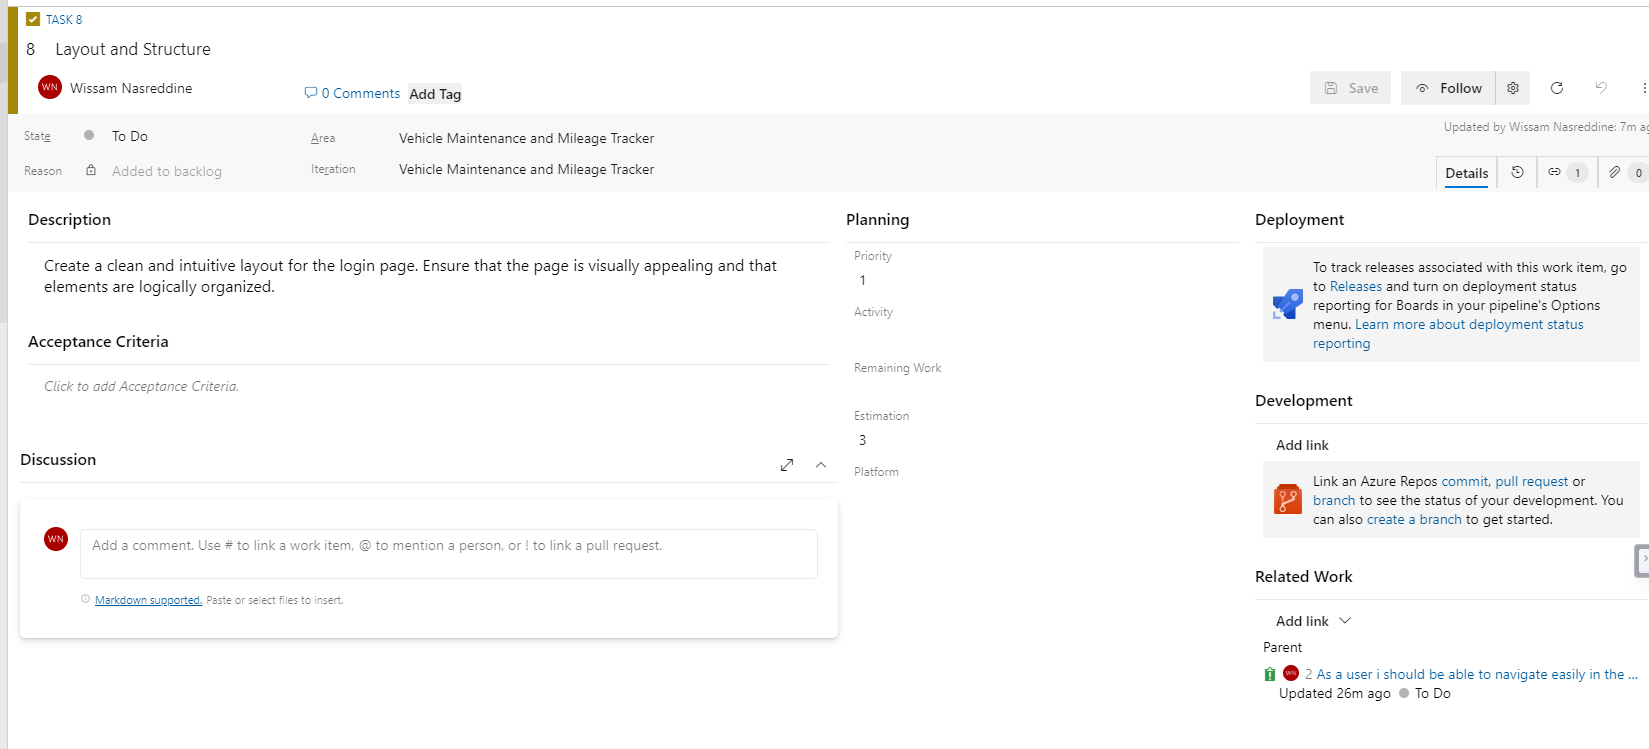 TASK 8
8 Layout and Structure
WN Wissam Nasreddine
0 Comments Add Tag
Save Follow
State To Do
Area Vehicle Maintenance and Mileage Tracker
Updated by Wissam Nasreddine: 7m
Reason Added to backlog
Iteration Vehicle Maintenance and Mileage Tracker
Details 1 0
Description
Create a clean and intuitive layout for the login page. Ensure that the page is visually appealing and that
elements are logically organized.
Acceptance Criteria
Click to add Acceptance Criteria.
Discussion
WN
Add a comment. Use # to link a work item, @ to mention a person, or ! to link a pull request.
Markdown supported. Paste or select files to insert.
Planning
Priority
1
Activity
Remaining Work
Estimation
3
Platform
Deployment
To track releases associated with this work item, go
to Releases and turn on deployment status
reporting for Boards in your pipeline's Options
menu. Learn more about deployment status
reporting
Development
Add link
Link an Azure Repos commit, pull request or
branch to see the status of your development. You
can also create a branch to get started.
Related Work
Add link
Parent
WN 2 As a user i should be able to navigate easily in the ...
Updated 26m ago To Do